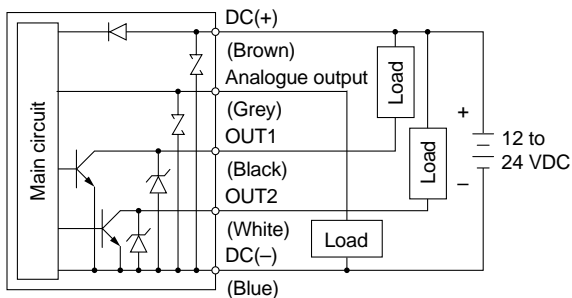 DC(+)
(Brown)
Analogue output
(Grey)
OUT1
(Black)
OUT2
(White)
DC(–)
(Blue)
Main circuit
Load
Load
Load
+
–
12 to
24 VDC